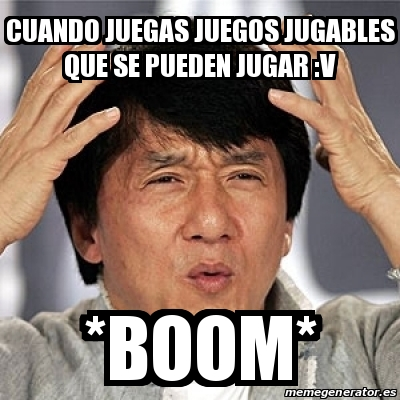 CUANDO JUEGAS JUEGOS JUGABLES
QUE SE PUEDEN JUGAR :V
*BOOM*
memegenerator.es